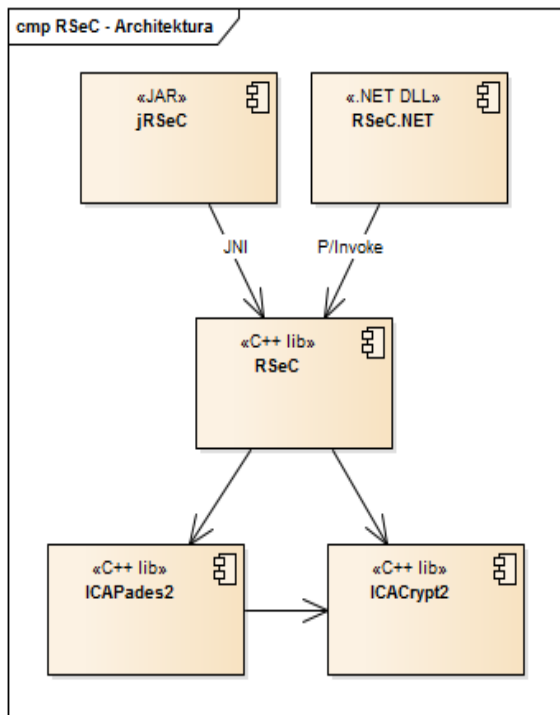 cmp RSeC - Architektura
«JAR»
jRSeC
«.NET DLL»
RSeC.NET
JNI
P/Invoke
«C++ lib»
RSeC
«C++ lib»
ICAPades2
«C++ lib»
ICACrypt2